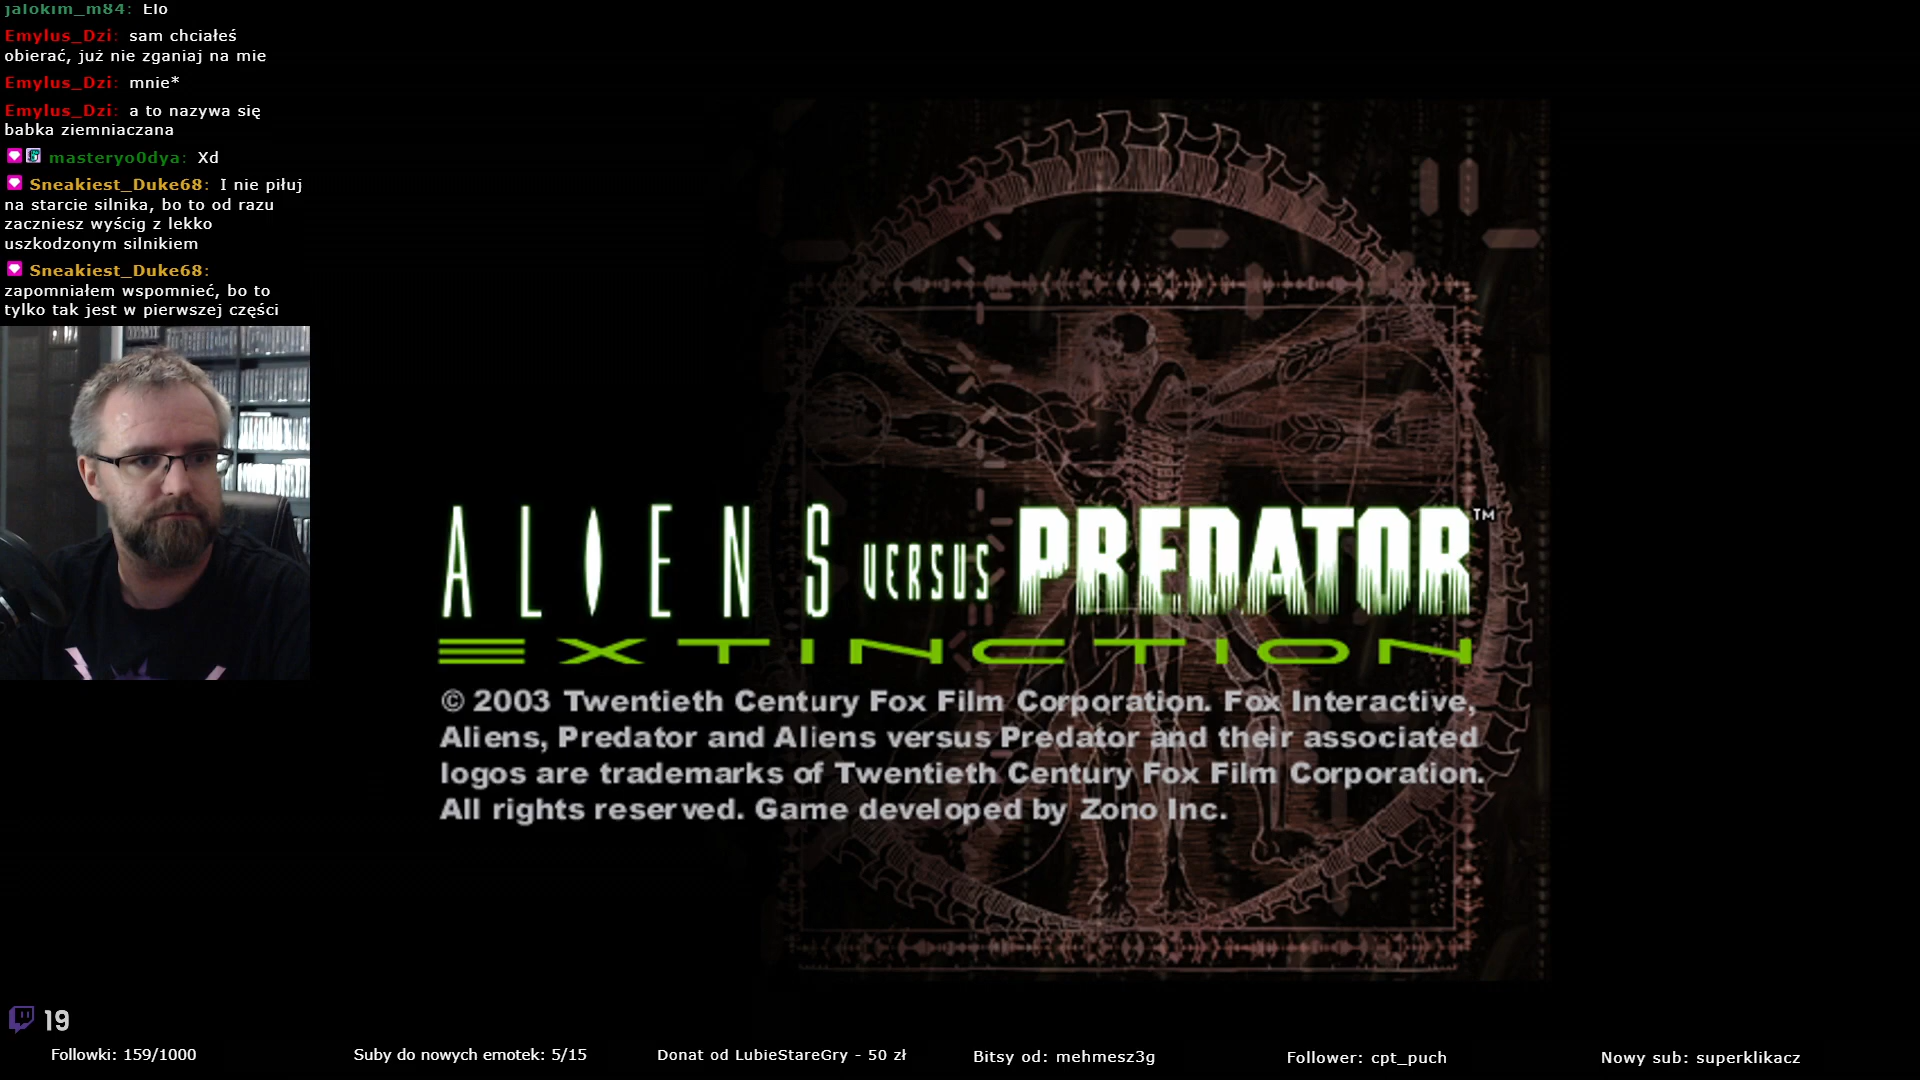 jalokim_m84: Elo
Emylus_Dzi: sam chciałeś
obierać, już nie zganiaj na mie
Emylus_Dzi: mnie*
Emylus_Dzi: a to nazywa się
babka ziemniaczana
masteryo0dya: Xd
Sneakiest_Duke68: I nie piłuj
na starcie silnika, bo to od razu
zaczniesz wyścig z lekko
uszkodzonym silnikiem
Sneakiest_Duke68:
zapomniałem wspomnieć, bo to
tylko tak jest w pierwszej części
ALIENS VERSUS PREDATOR™
EXTINCTION
© 2003 Twentieth Century Fox Film Corporation. Fox Interactive,
Aliens, Predator and Aliens versus Predator and their associated
logos are trademarks of Twentieth Century Fox Film Corporation.
All rights reserved. Game developed by Zono Inc.
19
Followki: 159/1000
Suby do nowych emotek: 5/15
Donat od LubieStareGry - 50 zł
Bitsy od: mehmesz3g
Follower: cpt_puch
Nowy sub: superklikacz